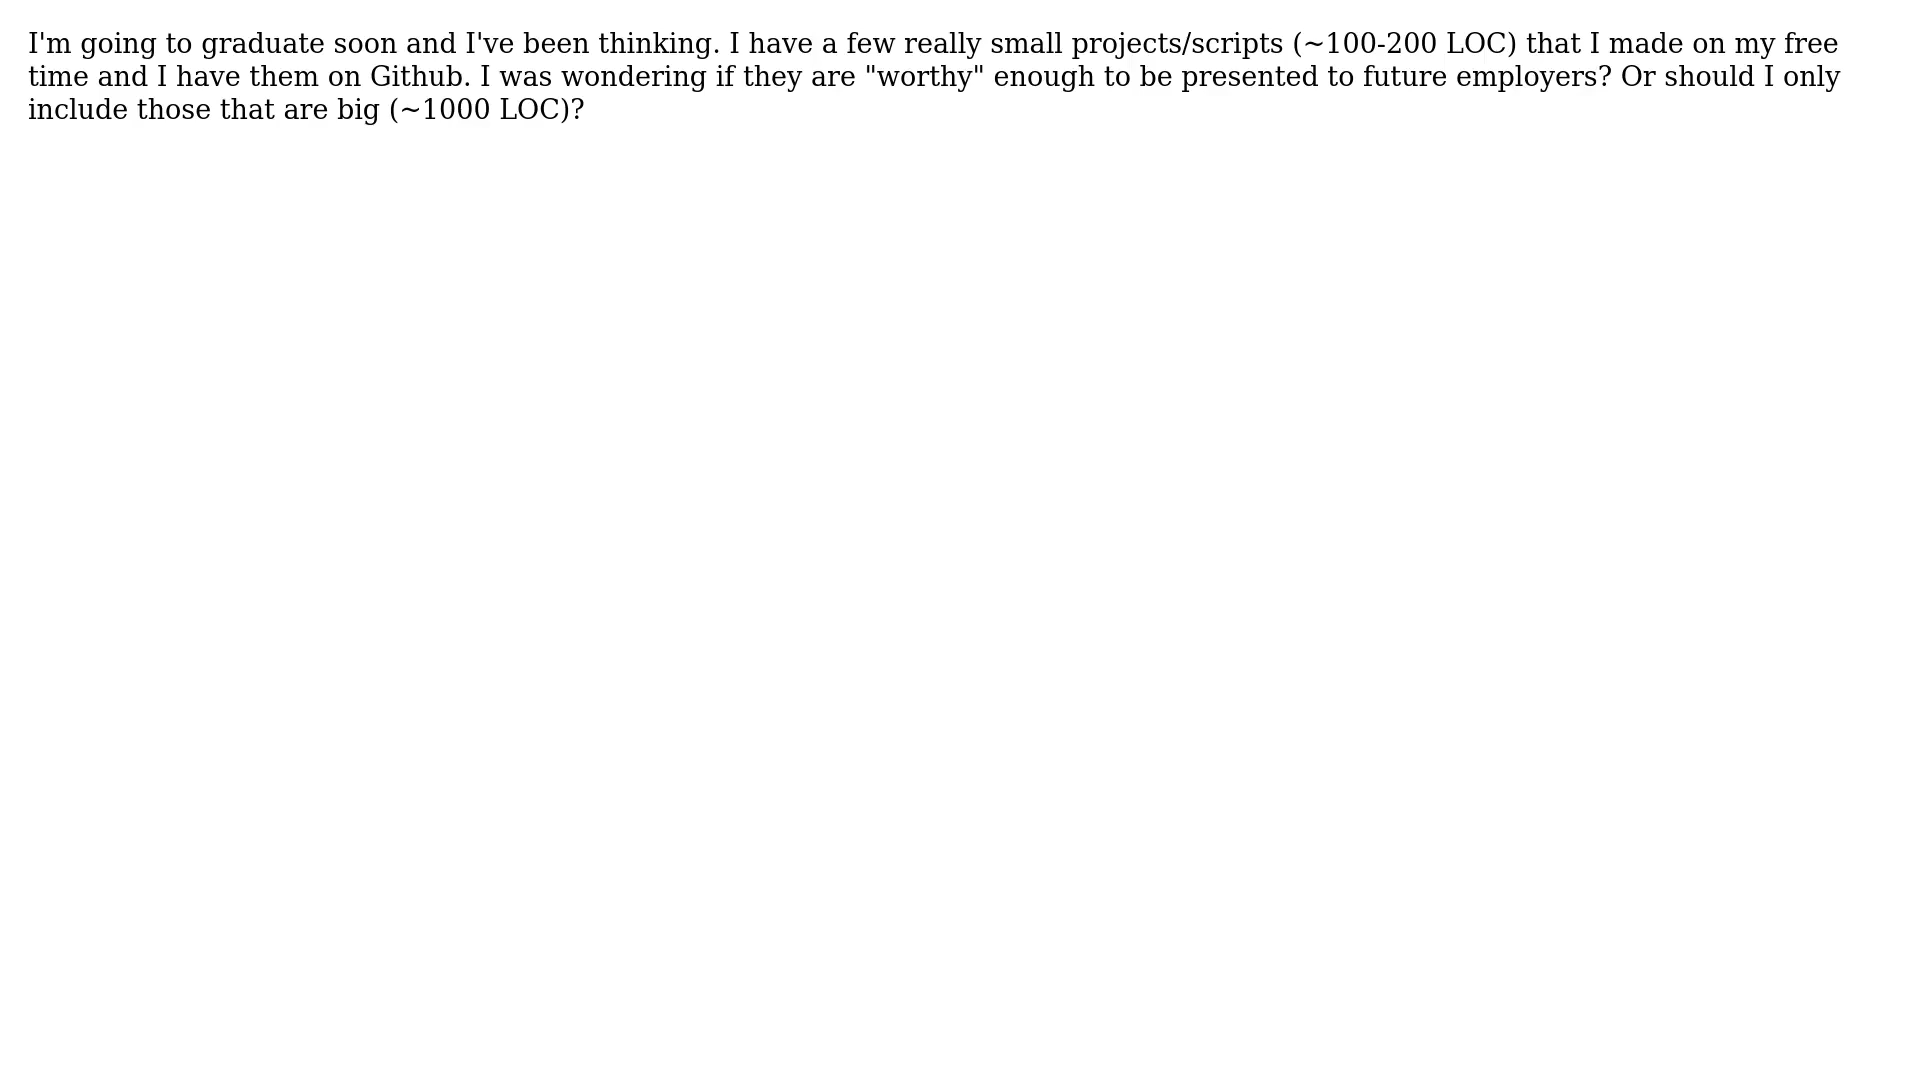 I'm going to graduate soon and I've been thinking. I have a few really small projects/scripts (~100-200 LOC) that I made on my free
time and I have them on Github. I was wondering if they are "worthy" enough to be presented to future employers? Or should I only
include those that are big (~1000 LOC)?